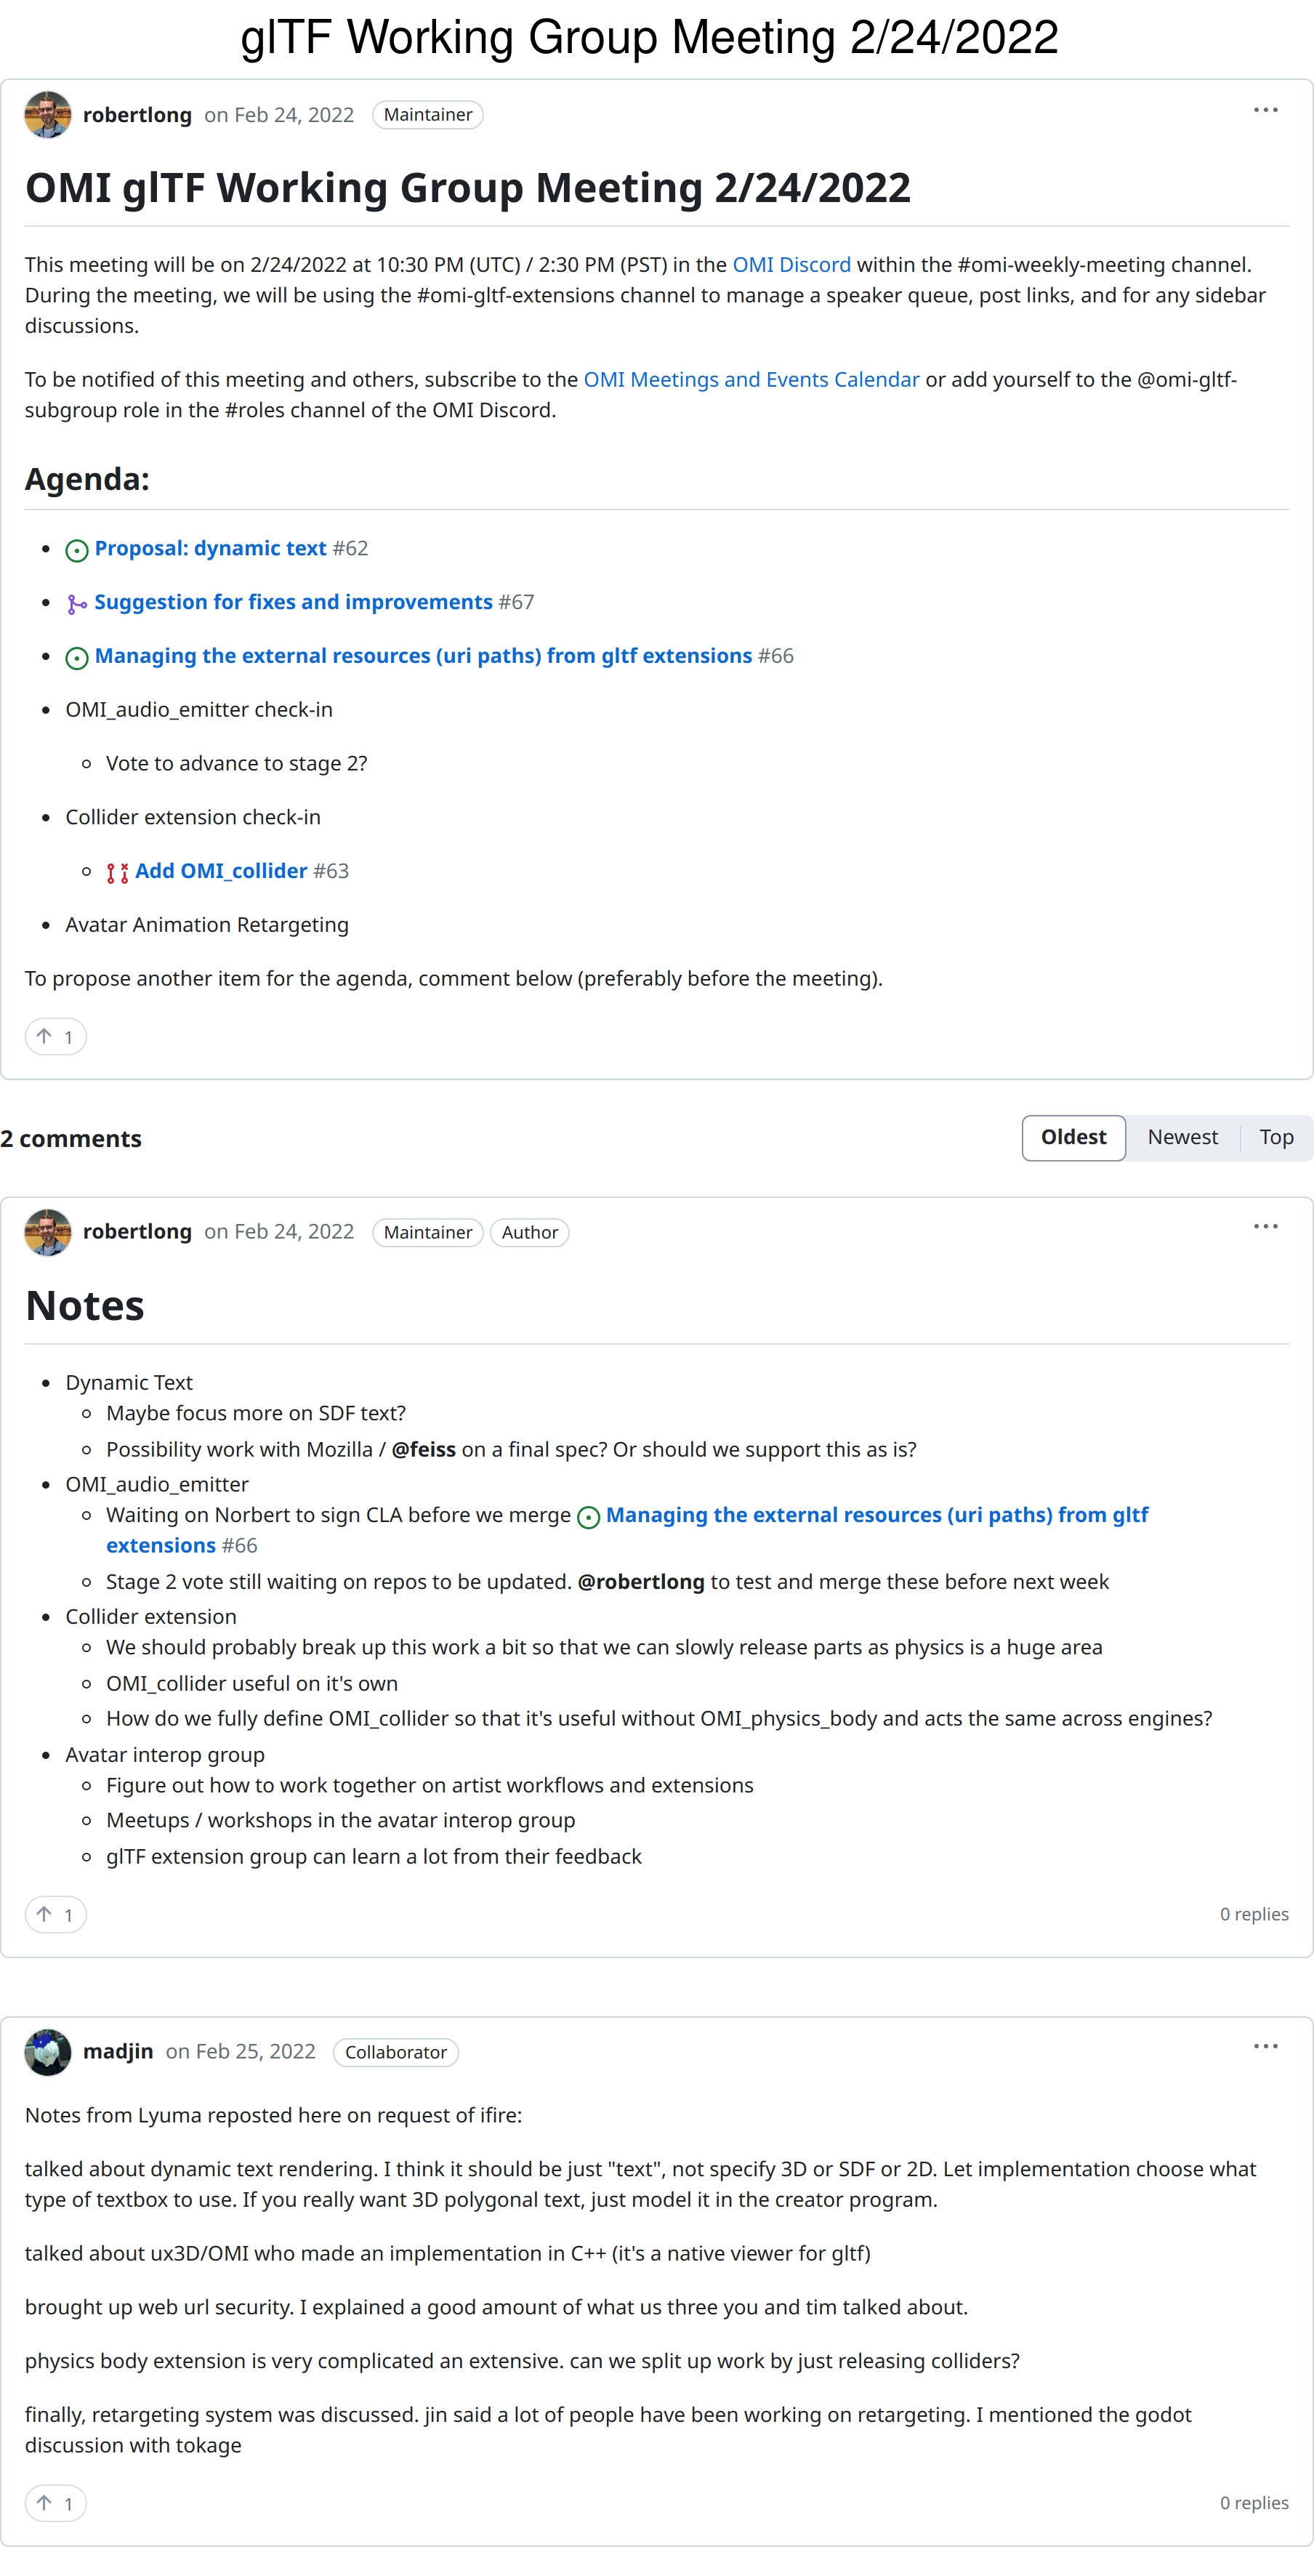 glTF Working Group Meeting 2/24/2022
robertlong on Feb 24, 2022 Maintainer
OMI glTF Working Group Meeting 2/24/2022
This meeting will be on 2/24/2022 at 10:30 PM (UTC) / 2:30 PM (PST) in the OMI Discord within the #omi-weekly-meeting channel.
During the meeting, we will be using the #omi-gltf-extensions channel to manage a speaker queue, post links, and for any sidebar
discussions.
To be notified of this meeting and others, subscribe to the OMI Meetings and Events Calendar or add yourself to the @omi-gltf-
subgroup role in the #roles channel of the OMI Discord.
Agenda:
Proposal: dynamic text #62
Suggestion for fixes and improvements #67
Managing the external resources (uri paths) from gltf extensions #66
OMI_audio_emitter check-in
Vote to advance to stage 2?
Collider extension check-in
Add OMI_collider #63
Avatar Animation Retargeting
To propose another item for the agenda, comment below (preferably before the meeting).
1
2 comments
Oldest Newest Top
robertlong on Feb 24, 2022 Maintainer Author
Notes
Dynamic Text
Maybe focus more on SDF text?
Possibility work with Mozilla / @feiss on a final spec? Or should we support this as is?
OMI_audio_emitter
Waiting on Norbert to sign CLA before we merge Managing the external resources (uri paths) from gltf
extensions #66
Stage 2 vote still waiting on repos to be updated. @robertlong to test and merge these before next week
Collider extension
We should probably break up this work a bit so that we can slowly release parts as physics is a huge area
OMI_collider useful on it's own
How do we fully define OMI_collider so that it's useful without OMI_physics_body and acts the same across engines?
Avatar interop group
Figure out how to work together on artist workflows and extensions
Meetups / workshops in the avatar interop group
glTF extension group can learn a lot from their feedback
1
0 replies
madjin on Feb 25, 2022 Collaborator
Notes from Lyuma reposted here on request of ifire:
talked about dynamic text rendering. I think it should be just "text", not specify 3D or SDF or 2D. Let implementation choose what
type of textbox to use. If you really want 3D polygonal text, just model it in the creator program.
talked about ux3D/OMI who made an implementation in C++ (it's a native viewer for gltf)
brought up web url security. I explained a good amount of what us three you and tim talked about.
physics body extension is very complicated an extensive. can we split up work by just releasing colliders?
finally, retargeting system was discussed. jin said a lot of people have been working on retargeting. I mentioned the godot
discussion with tokage
1
0 replies